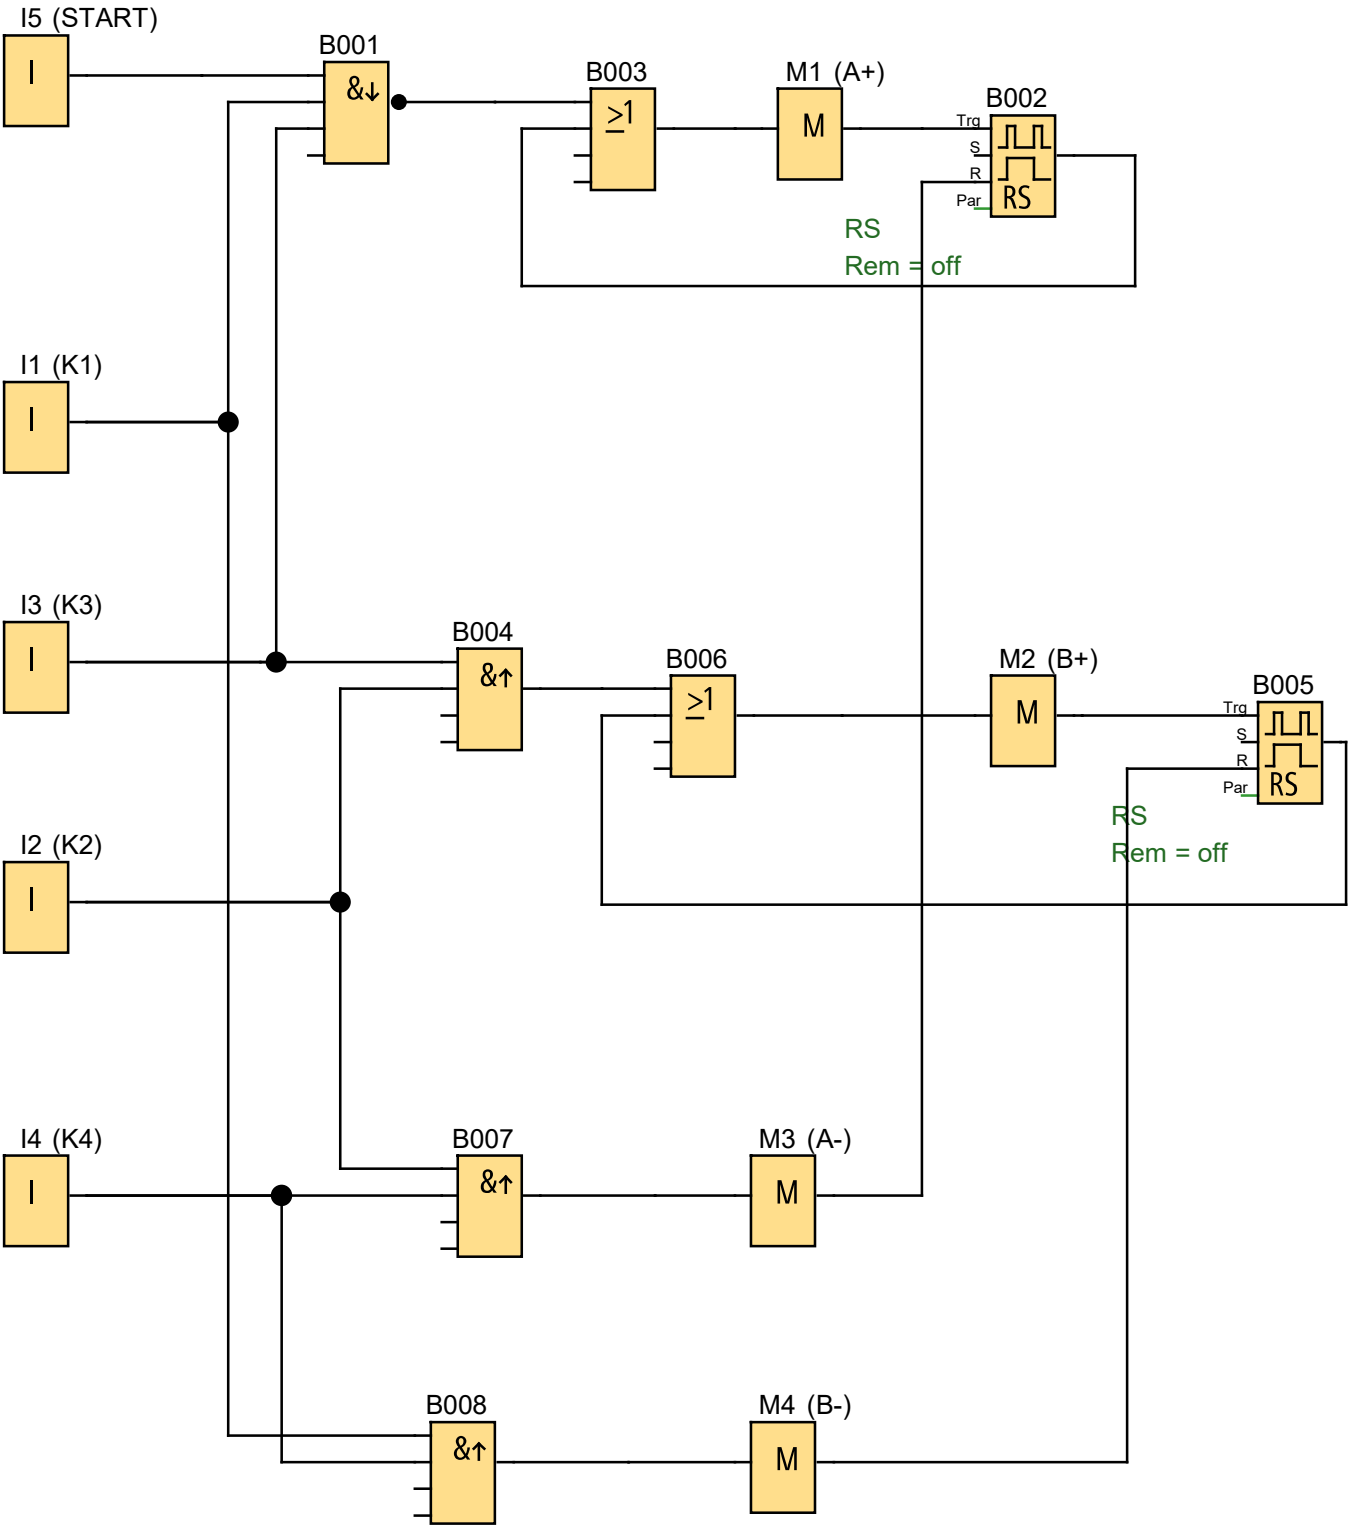 I5 (START)
I
B001
&↓
B003
≥1
M1 (A+)
M
B002
Trg
S
R
Par
RS
RS
Rem = off
I1 (K1)
I
I3 (K3)
I
B004
&↑
B006
≥1
M2 (B+)
M
B005
Trg
S
R
Par
RS
RS
Rem = off
I2 (K2)
I
I4 (K4)
I
B007
&↑
M3 (A-)
M
B008
&↑
M4 (B-)
M